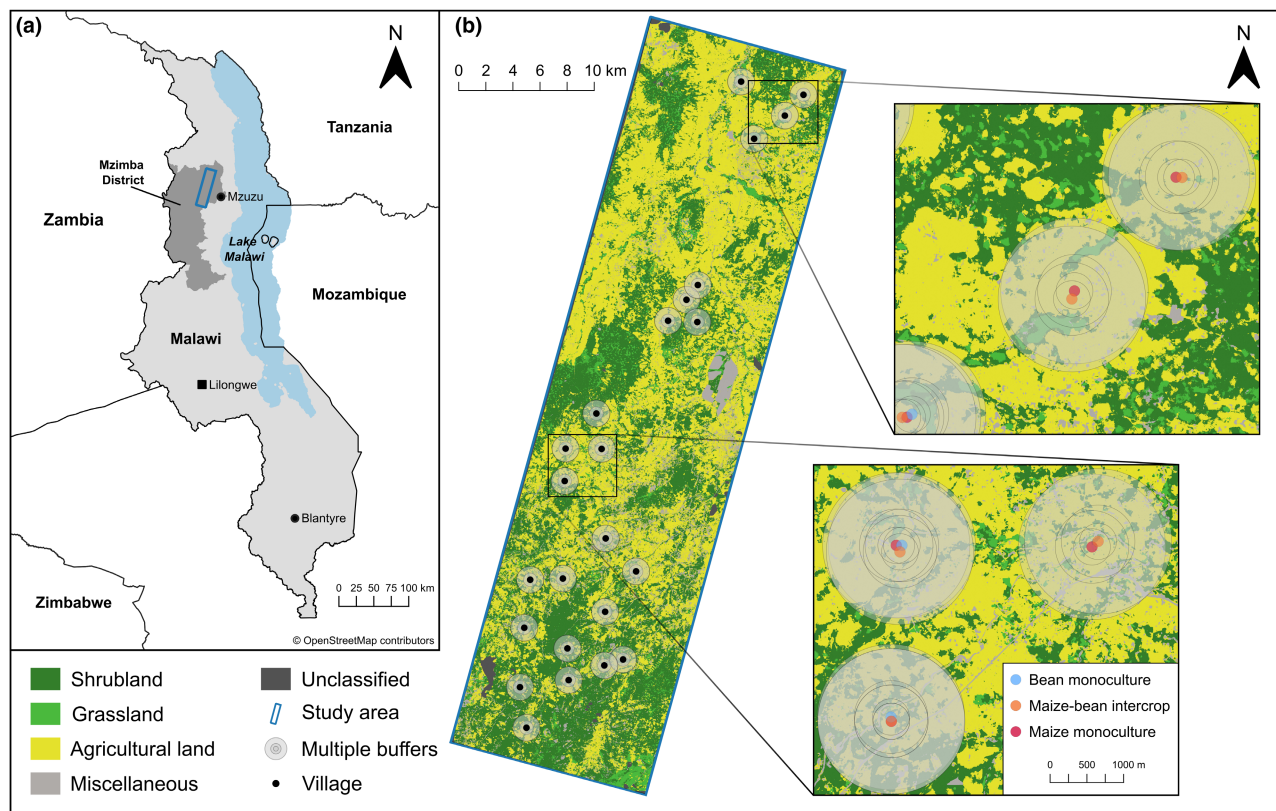 (a)
N
Tanzania
Mzimba
District
Mzuzu
Zambia
Lake
Malawi
Mozambique
Malawi
Lilongwe
Blantyre
Zimbabwe
0 25 50 75 100 km
© OpenStreetMap contributors
(b)
0 2 4 6 8 10 km
N
Bean monoculture
Maize-bean intercrop
Maize monoculture
0 500 1000 m
Shrubland
Grassland
Agricultural land
Miscellaneous
Unclassified
Study area
Multiple buffers
Village